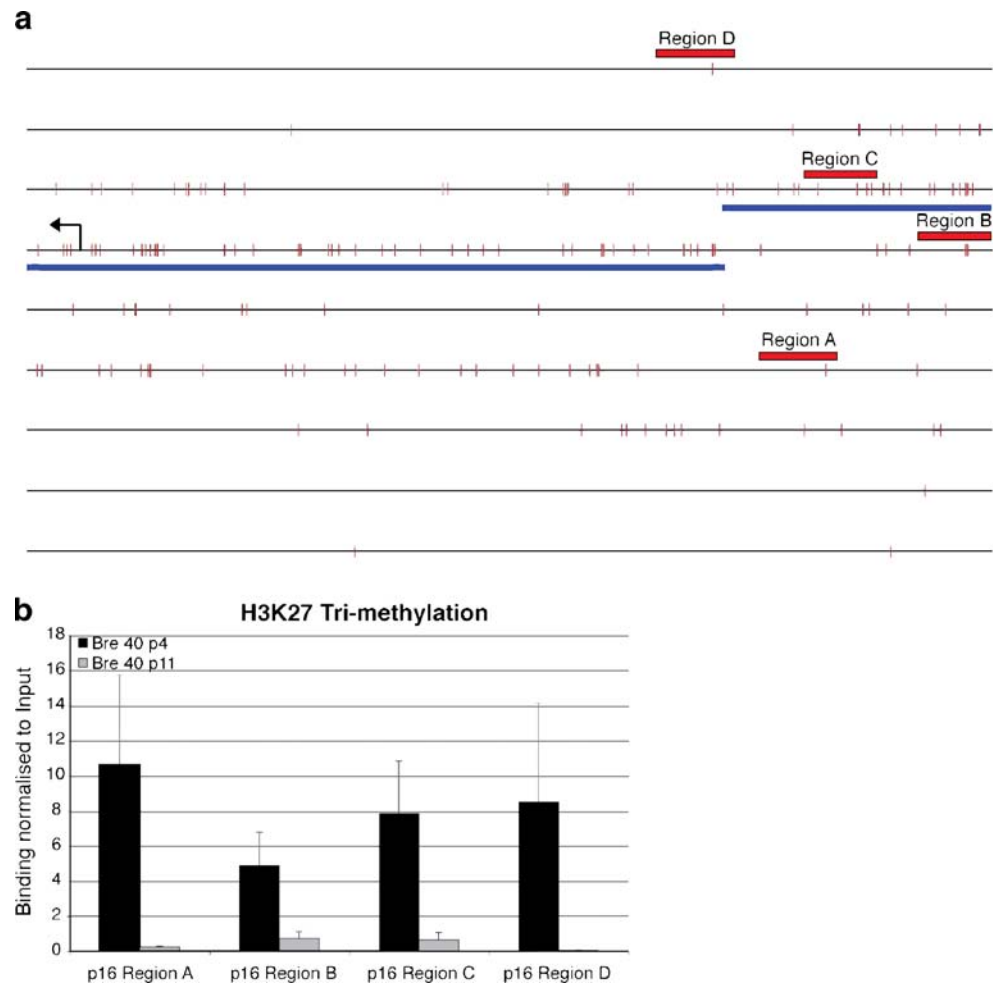 a
Region D
Region C
Region B
Region A
b
H3K27 Tri-methylation
Binding normalised to Input
18
16
14
12
10
8
6
4
2
0
Bre 40 p4
Bre 40 p11
p16 Region A
p16 Region B
p16 Region C
p16 Region D